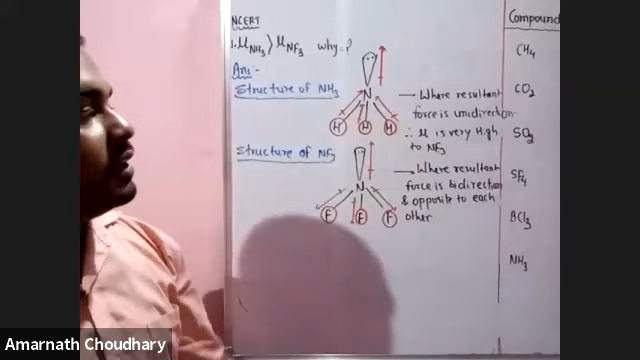 NCERT
1. μNH3 > μNF3 why?
Ans:-
Structure of NH3
N
H H H
→ Where resultant
force is unidirection
∴ μ is very High
to NF3
Structure of NF3
N
F F F
→ Where resultant
force is bidirection
& opposite to each
other
Compound
CH4
CO2
SO2
SF4
BCl3
NH3
Amarnath Choudhary